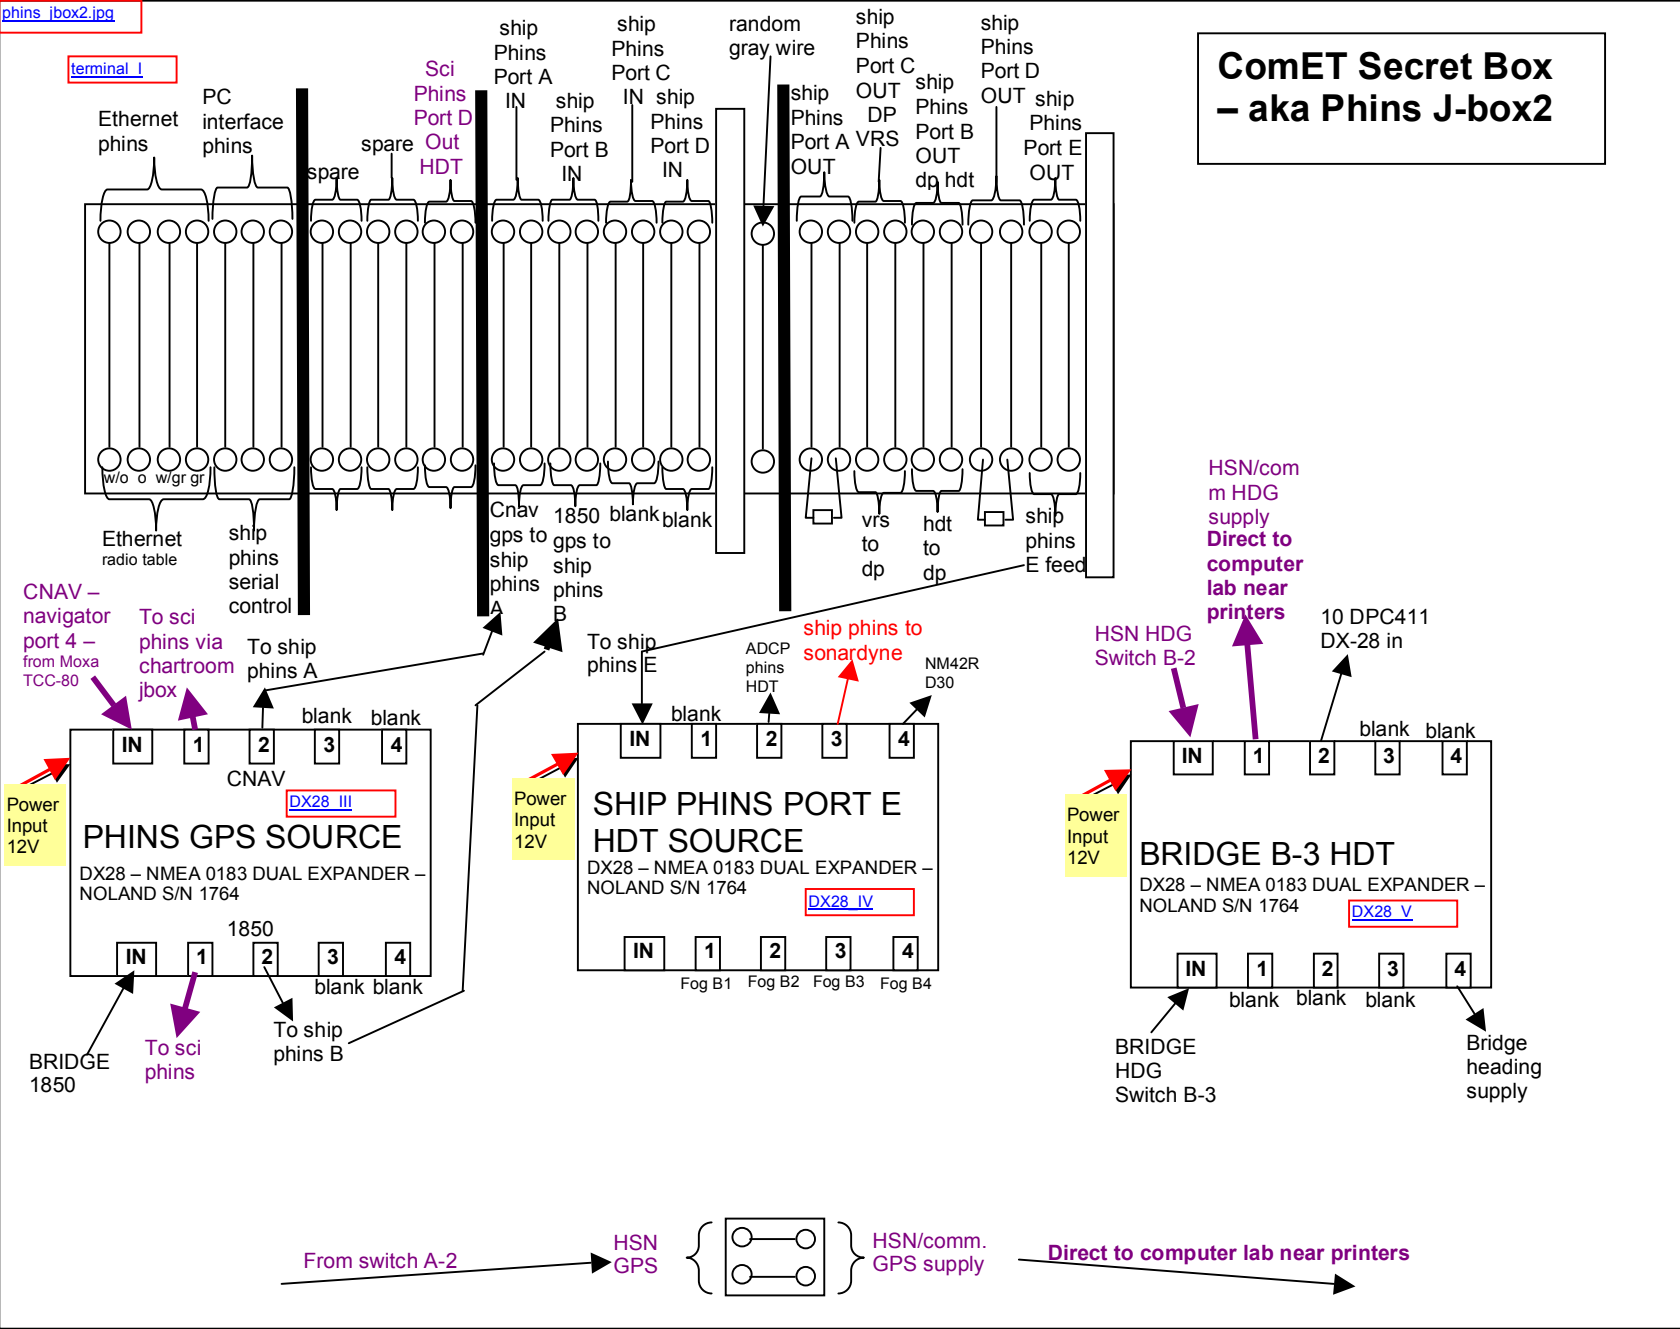 phins_jbox2.jpg
terminal_I
ComET Secret Box
– aka Phins J-box2
Ethernet
phins
PC
interface
phins
spare
spare
Sci
Phins
Port D
Out
HDT
ship
Phins
Port A
IN
ship
Phins
Port B
IN
ship
Phins
Port C
IN
ship
Phins
Port D
IN
random
gray wire
ship
Phins
Port A
OUT
ship
Phins
Port C
OUT
DP
VRS
ship
Phins
Port B
OUT
dp hdt
ship
Phins
Port D
OUT
ship
Phins
Port E
OUT
w/o o w/gr gr
Ethernet
radio table
ship
phins
serial
control
Cnav
gps to
ship
phins
A
1850
gps to
ship
phins
B
blank
blank
vrs
to
dp
hdt
to
dp
ship
phins
E feed
CNAV –
navigator
port 4 –
from Moxa
TCC-80
To sci
phins via
chartroom
jbox
To ship
phins A
blank
blank
IN 1 2 3 4
CNAV
Power
Input
12V
DX28_III
PHINS GPS SOURCE
DX28 – NMEA 0183 DUAL EXPANDER –
NOLAND S/N 1764
1850
IN 1 2 3 4
blank blank
BRIDGE
1850
To sci
phins
To ship
phins B
To ship
phins E
blank
ADCP
phins
HDT
ship phins to
sonardyne
NM42R
D30
IN 1 2 3 4
Power
Input
12V
SHIP PHINS PORT E
HDT SOURCE
DX28 – NMEA 0183 DUAL EXPANDER –
NOLAND S/N 1764
DX28_IV
IN 1 2 3 4
Fog B1 Fog B2 Fog B3 Fog B4
HSN HDG
Switch B-2
HSN/com
m HDG
supply
Direct to
computer
lab near
printers
10 DPC411
DX-28 in
blank blank
IN 1 2 3 4
Power
Input
12V
BRIDGE B-3 HDT
DX28 – NMEA 0183 DUAL EXPANDER –
NOLAND S/N 1764
DX28_V
IN 1 2 3 4
blank blank blank
BRIDGE
HDG
Switch B-3
Bridge
heading
supply
From switch A-2
HSN
GPS
HSN/comm.
GPS supply
Direct to computer lab near printers